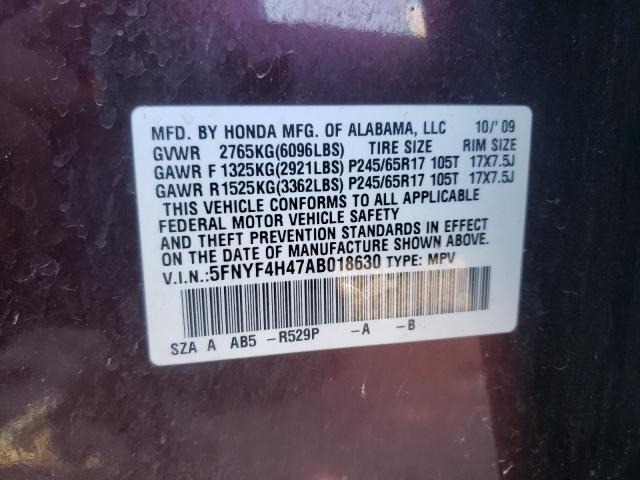 MFD. BY HONDA MFG. OF ALABAMA, LLC 10/'09
GVWR 2765KG(6096LBS) TIRE SIZE RIM SIZE
GAWR F 1325KG(2921LBS) P245/65R17 105T 17X7.5J
GAWR R1525KG(3362LBS) P245/65R17 105T 17X7.5J
THIS VEHICLE CONFORMS TO ALL APPLICABLE
FEDERAL MOTOR VEHICLE SAFETY
AND THEFT PREVENTION STANDARDS IN EFFECT
ON THE DATE OF MANUFACTURE SHOWN ABOVE.
V.I.N.:5FNYF4H47AB018630 TYPE: MPV
SZA A AB5 -R529P -A -B